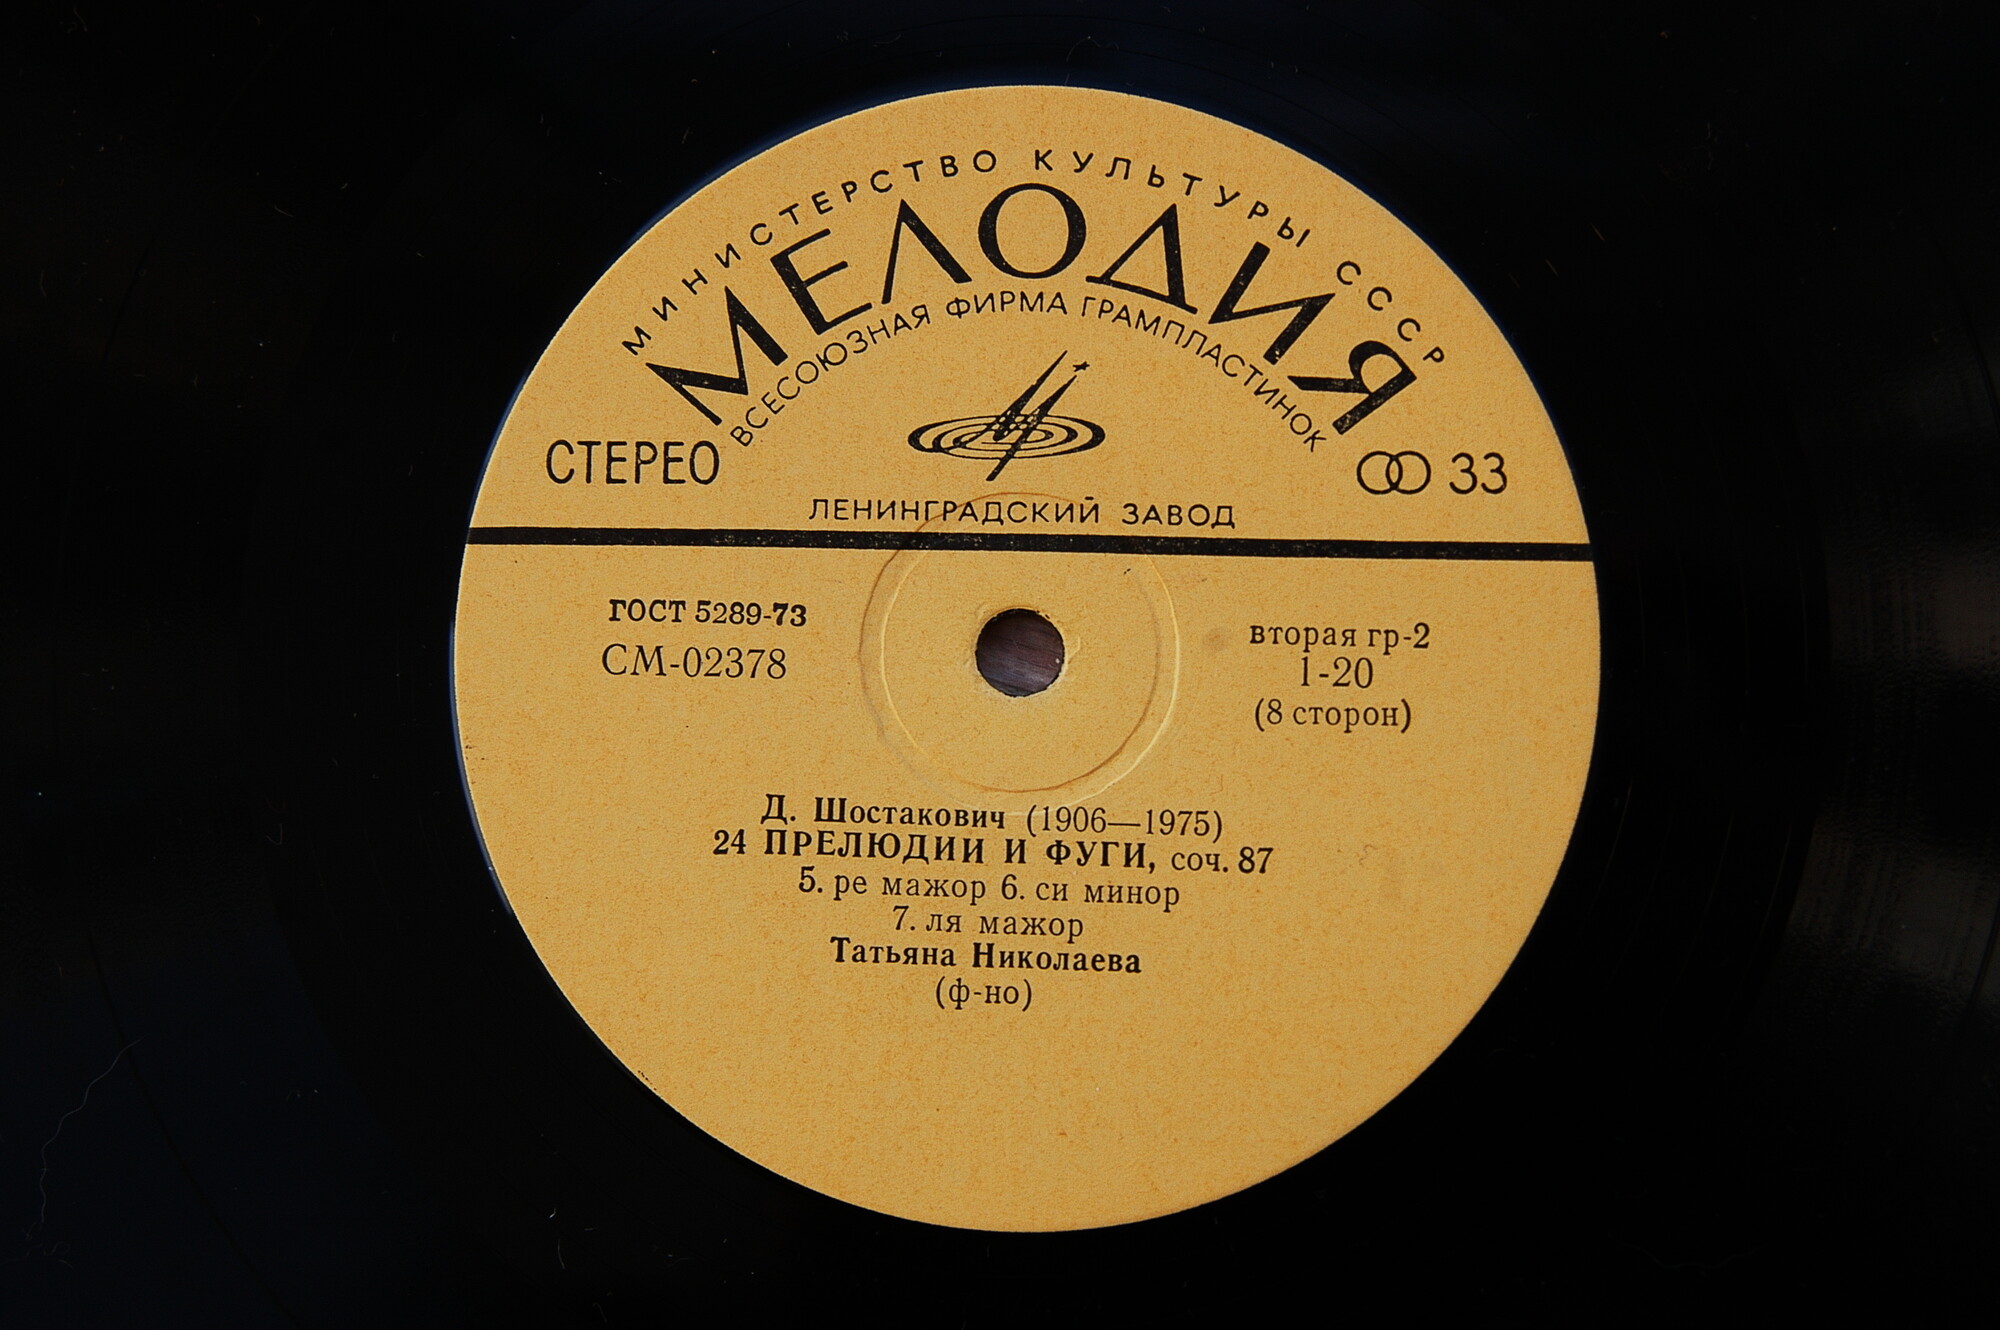 МИНИСТЕРСТВО КУЛЬТУРЫ СССР
МЕЛОДИЯ
ВСЕСОЮЗНАЯ ФИРМА ГРАМПЛАСТИНОК
СТЕРЕО
33
ЛЕНИНГРАДСКИЙ ЗАВОД
ГОСТ 5289-73
СМ-02378
вторая гр-2
1-20
(8 сторон)
Д. Шостакович (1906—1975)
24 ПРЕЛЮДИИ И ФУГИ, соч. 87
5. ре мажор 6. си минор
7. ля мажор
Татьяна Николаева
(ф-но)